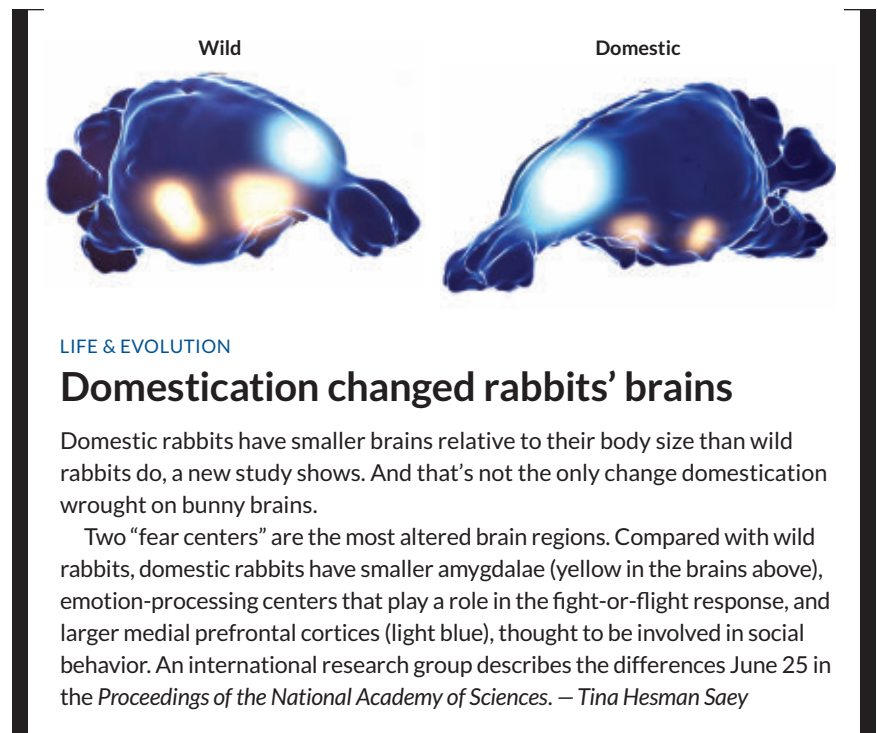 Wild
Domestic
LIFE & EVOLUTION
Domestication changed rabbits’ brains
Domestic rabbits have smaller brains relative to their body size than wild
rabbits do, a new study shows. And that’s not the only change domestication
wrought on bunny brains.
Two “fear centers” are the most altered brain regions. Compared with wild
rabbits, domestic rabbits have smaller amygdalae (yellow in the brains above),
emotion-processing centers that play a role in the fight-or-flight response, and
larger medial prefrontal cortices (light blue), thought to be involved in social
behavior. An international research group describes the differences June 25 in
the Proceedings of the National Academy of Sciences. — Tina Hesman Saey